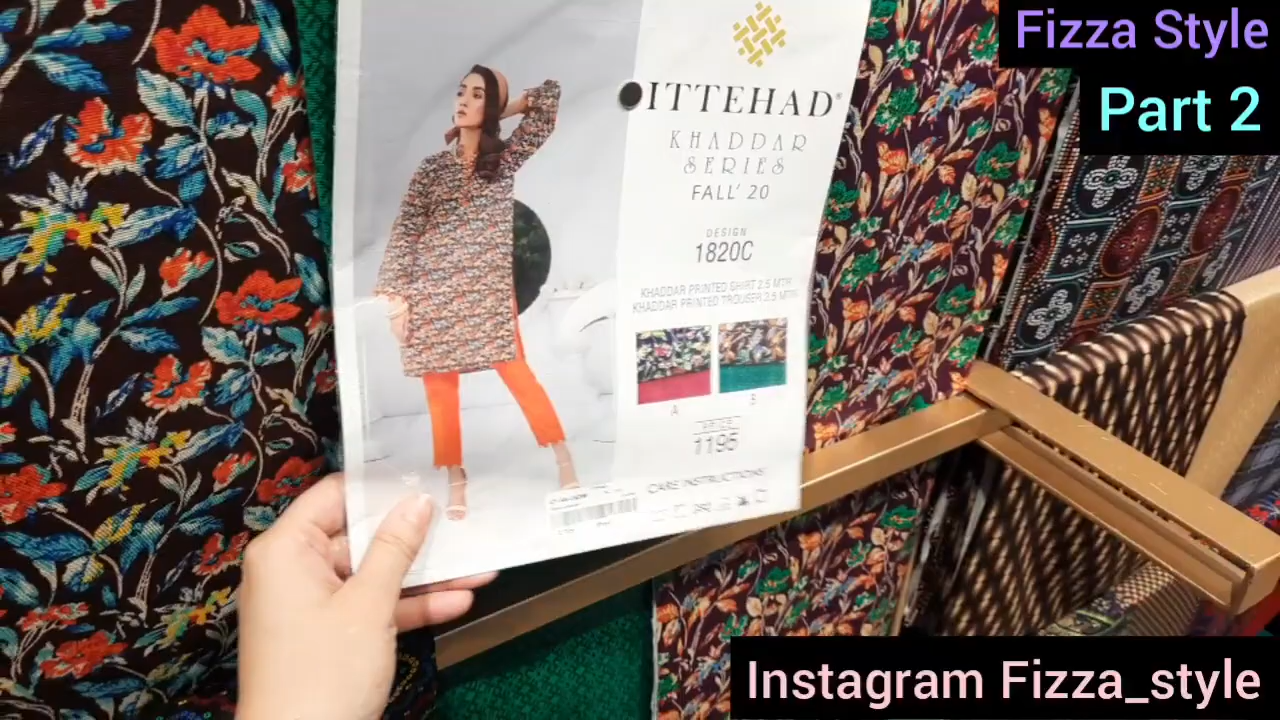 Fizza Style
Part 2
ITTEHAD
KHADDAR
SERIES
FALL' 20
DESIGN
1820C
KHADDAR PRINTED SHIRT 2.5 MTR
KHADDAR PRINTED TROUSER 2.5 MTR
A B
PRICE
1195
CARE INSTRUCTIONS
Instagram Fizza_style